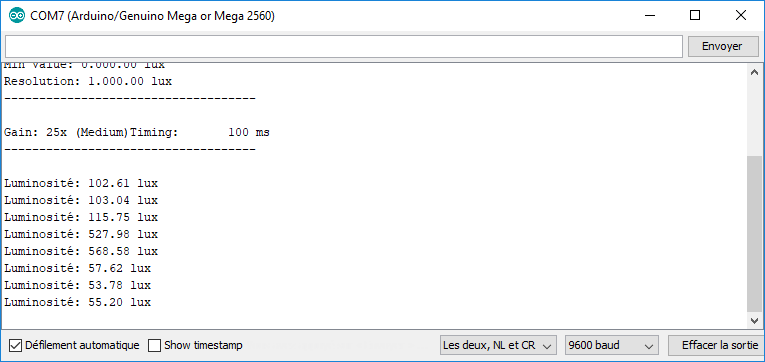 COM7 (Arduino/Genuino Mega or Mega 2560)
Envoyer
Min Value: 0.000.00 lux
Resolution: 1.000.00 lux
------------------------------------
Gain: 25x (Medium)Timing:       100 ms
------------------------------------
Luminosité: 102.61 lux
Luminosité: 103.04 lux
Luminosité: 115.75 lux
Luminosité: 527.98 lux
Luminosité: 568.58 lux
Luminosité: 57.62 lux
Luminosité: 53.78 lux
Luminosité: 55.20 lux
Défilement automatique Show timestamp Les deux, NL et CR 9600 baud Effacer la sortie